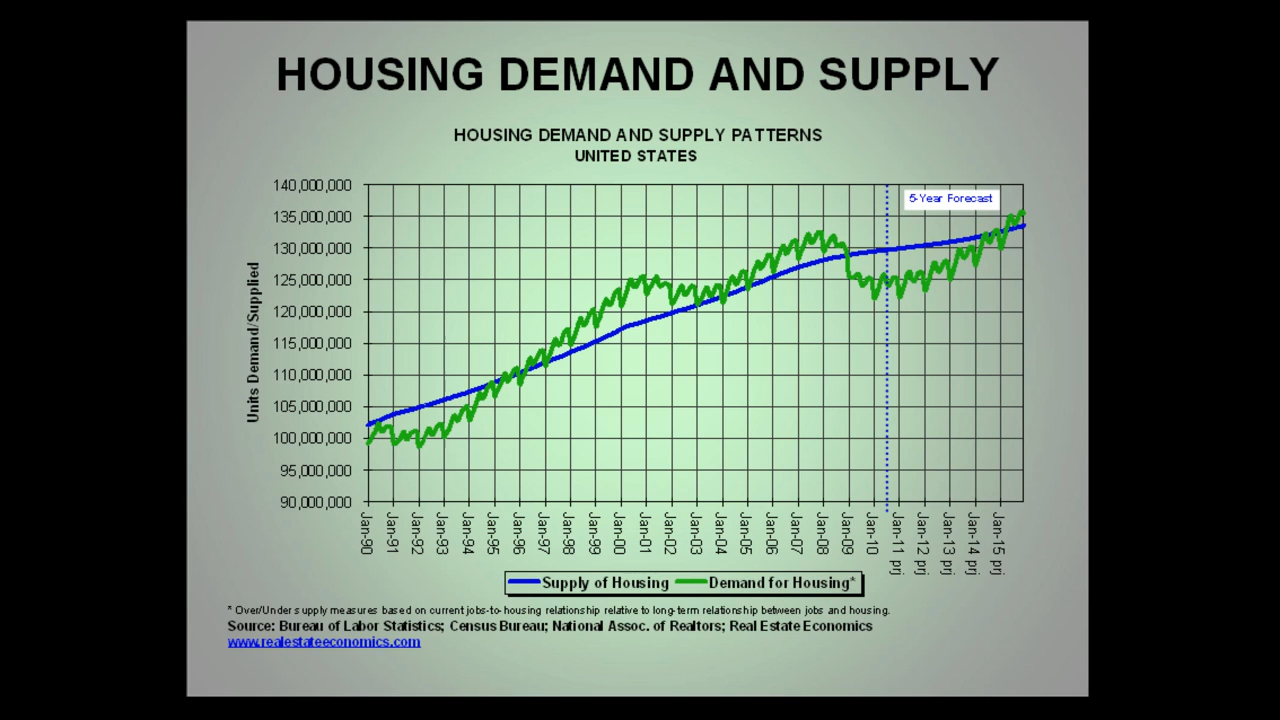 HOUSING DEMAND AND SUPPLY
HOUSING DEMAND AND SUPPLY PATTERNS
UNITED STATES
140,000,000
135,000,000
130,000,000
125,000,000
120,000,000
115,000,000
110,000,000
105,000,000
100,000,000
95,000,000
90,000,000
Units Demand/Supplied
5-Year Forecast
Jan-90
Jan-91
Jan-92
Jan-93
Jan-94
Jan-95
Jan-96
Jan-97
Jan-98
Jan-99
Jan-00
Jan-01
Jan-02
Jan-03
Jan-04
Jan-05
Jan-06
Jan-07
Jan-08
Jan-09
Jan-10
Jan-11 prj
Jan-12 prj
Jan-13 prj
Jan-14 prj
Jan-15 prj
Supply of Housing Demand for Housing*
* Over/Under supply measures based on current jobs-to-housing relationship relative to long-term relationship between jobs and housing.
Source: Bureau of Labor Statistics; Census Bureau; National Assoc. of Realtors; Real Estate Economics
www.realestateeconomics.com